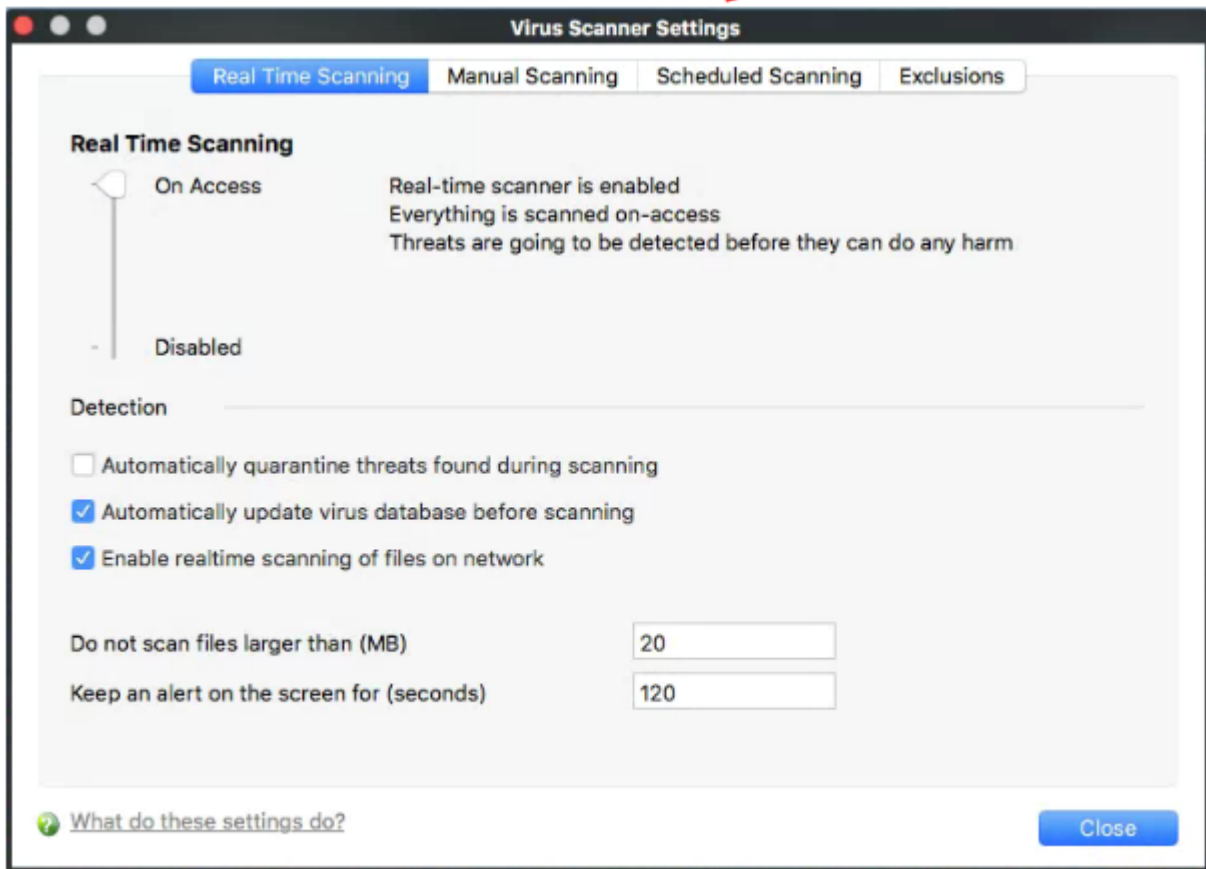 Virus Scanner Settings
Real Time Scanning Manual Scanning Scheduled Scanning Exclusions
Real Time Scanning
On Access Real-time scanner is enabled
Everything is scanned on-access
Threats are going to be detected before they can do any harm
Disabled
Detection
Automatically quarantine threats found during scanning
Automatically update virus database before scanning
Enable realtime scanning of files on network
Do not scan files larger than (MB) 20
Keep an alert on the screen for (seconds) 120
What do these settings do?
Close